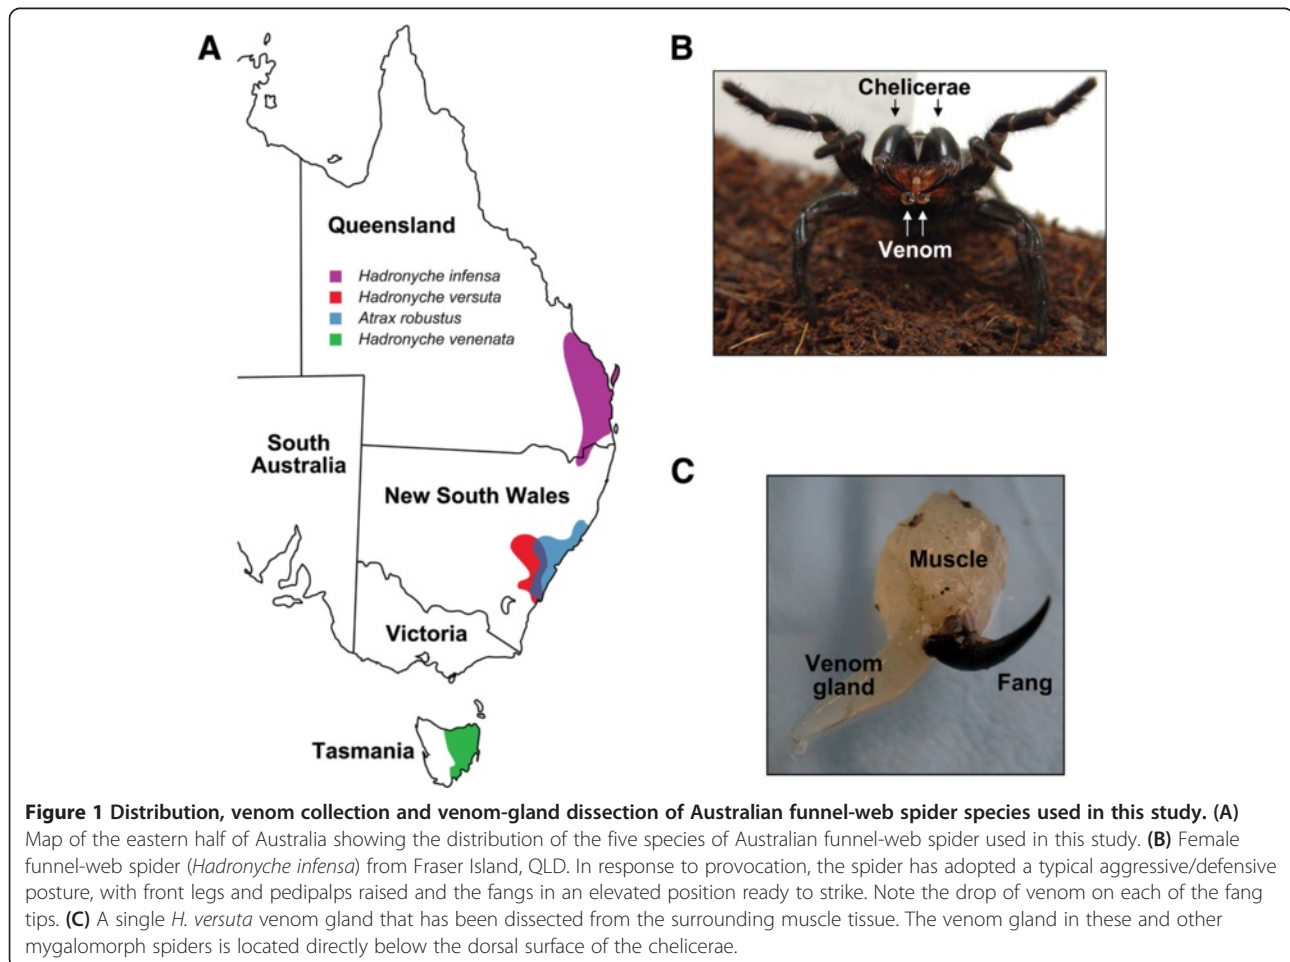 A
Queensland
Hadronyche infensa
Hadronyche versuta
Atrax robustus
Hadronyche venenata
South
Australia
New South Wales
Victoria
Tasmania
B
Chelicerae
Venom
C
Muscle
Venom
gland
Fang
Figure 1 Distribution, venom collection and venom-gland dissection of Australian funnel-web spider species used in this study. (A)
Map of the eastern half of Australia showing the distribution of the five species of Australian funnel-web spider used in this study. (B) Female
funnel-web spider (Hadronyche infensa) from Fraser Island, QLD. In response to provocation, the spider has adopted a typical aggressive/defensive
posture, with front legs and pedipalps raised and the fangs in an elevated position ready to strike. Note the drop of venom on each of the fang
tips. (C) A single H. versuta venom gland that has been dissected from the surrounding muscle tissue. The venom gland in these and other
mygalomorph spiders is located directly below the dorsal surface of the chelicerae.